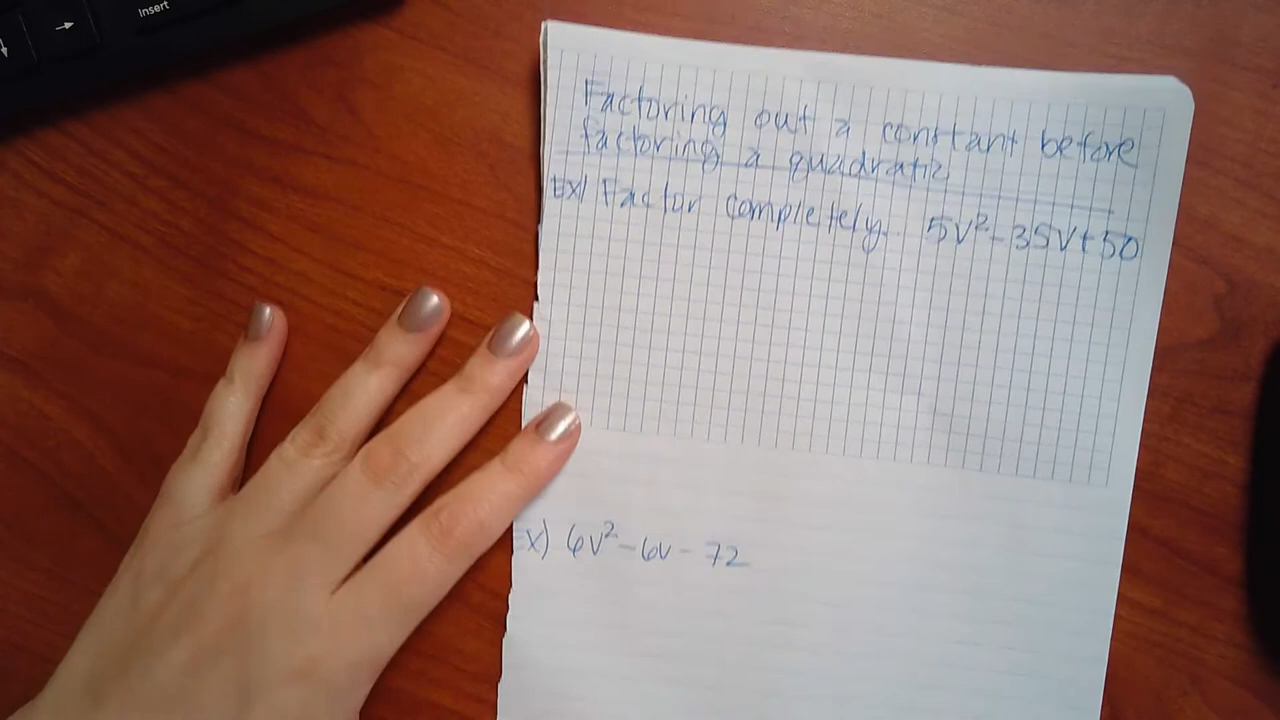 Insert
Factoring out a constant before
factoring a quadratic
Ex) Factor completely. 5v²-35v+50
Ex) 6v²-6v-72